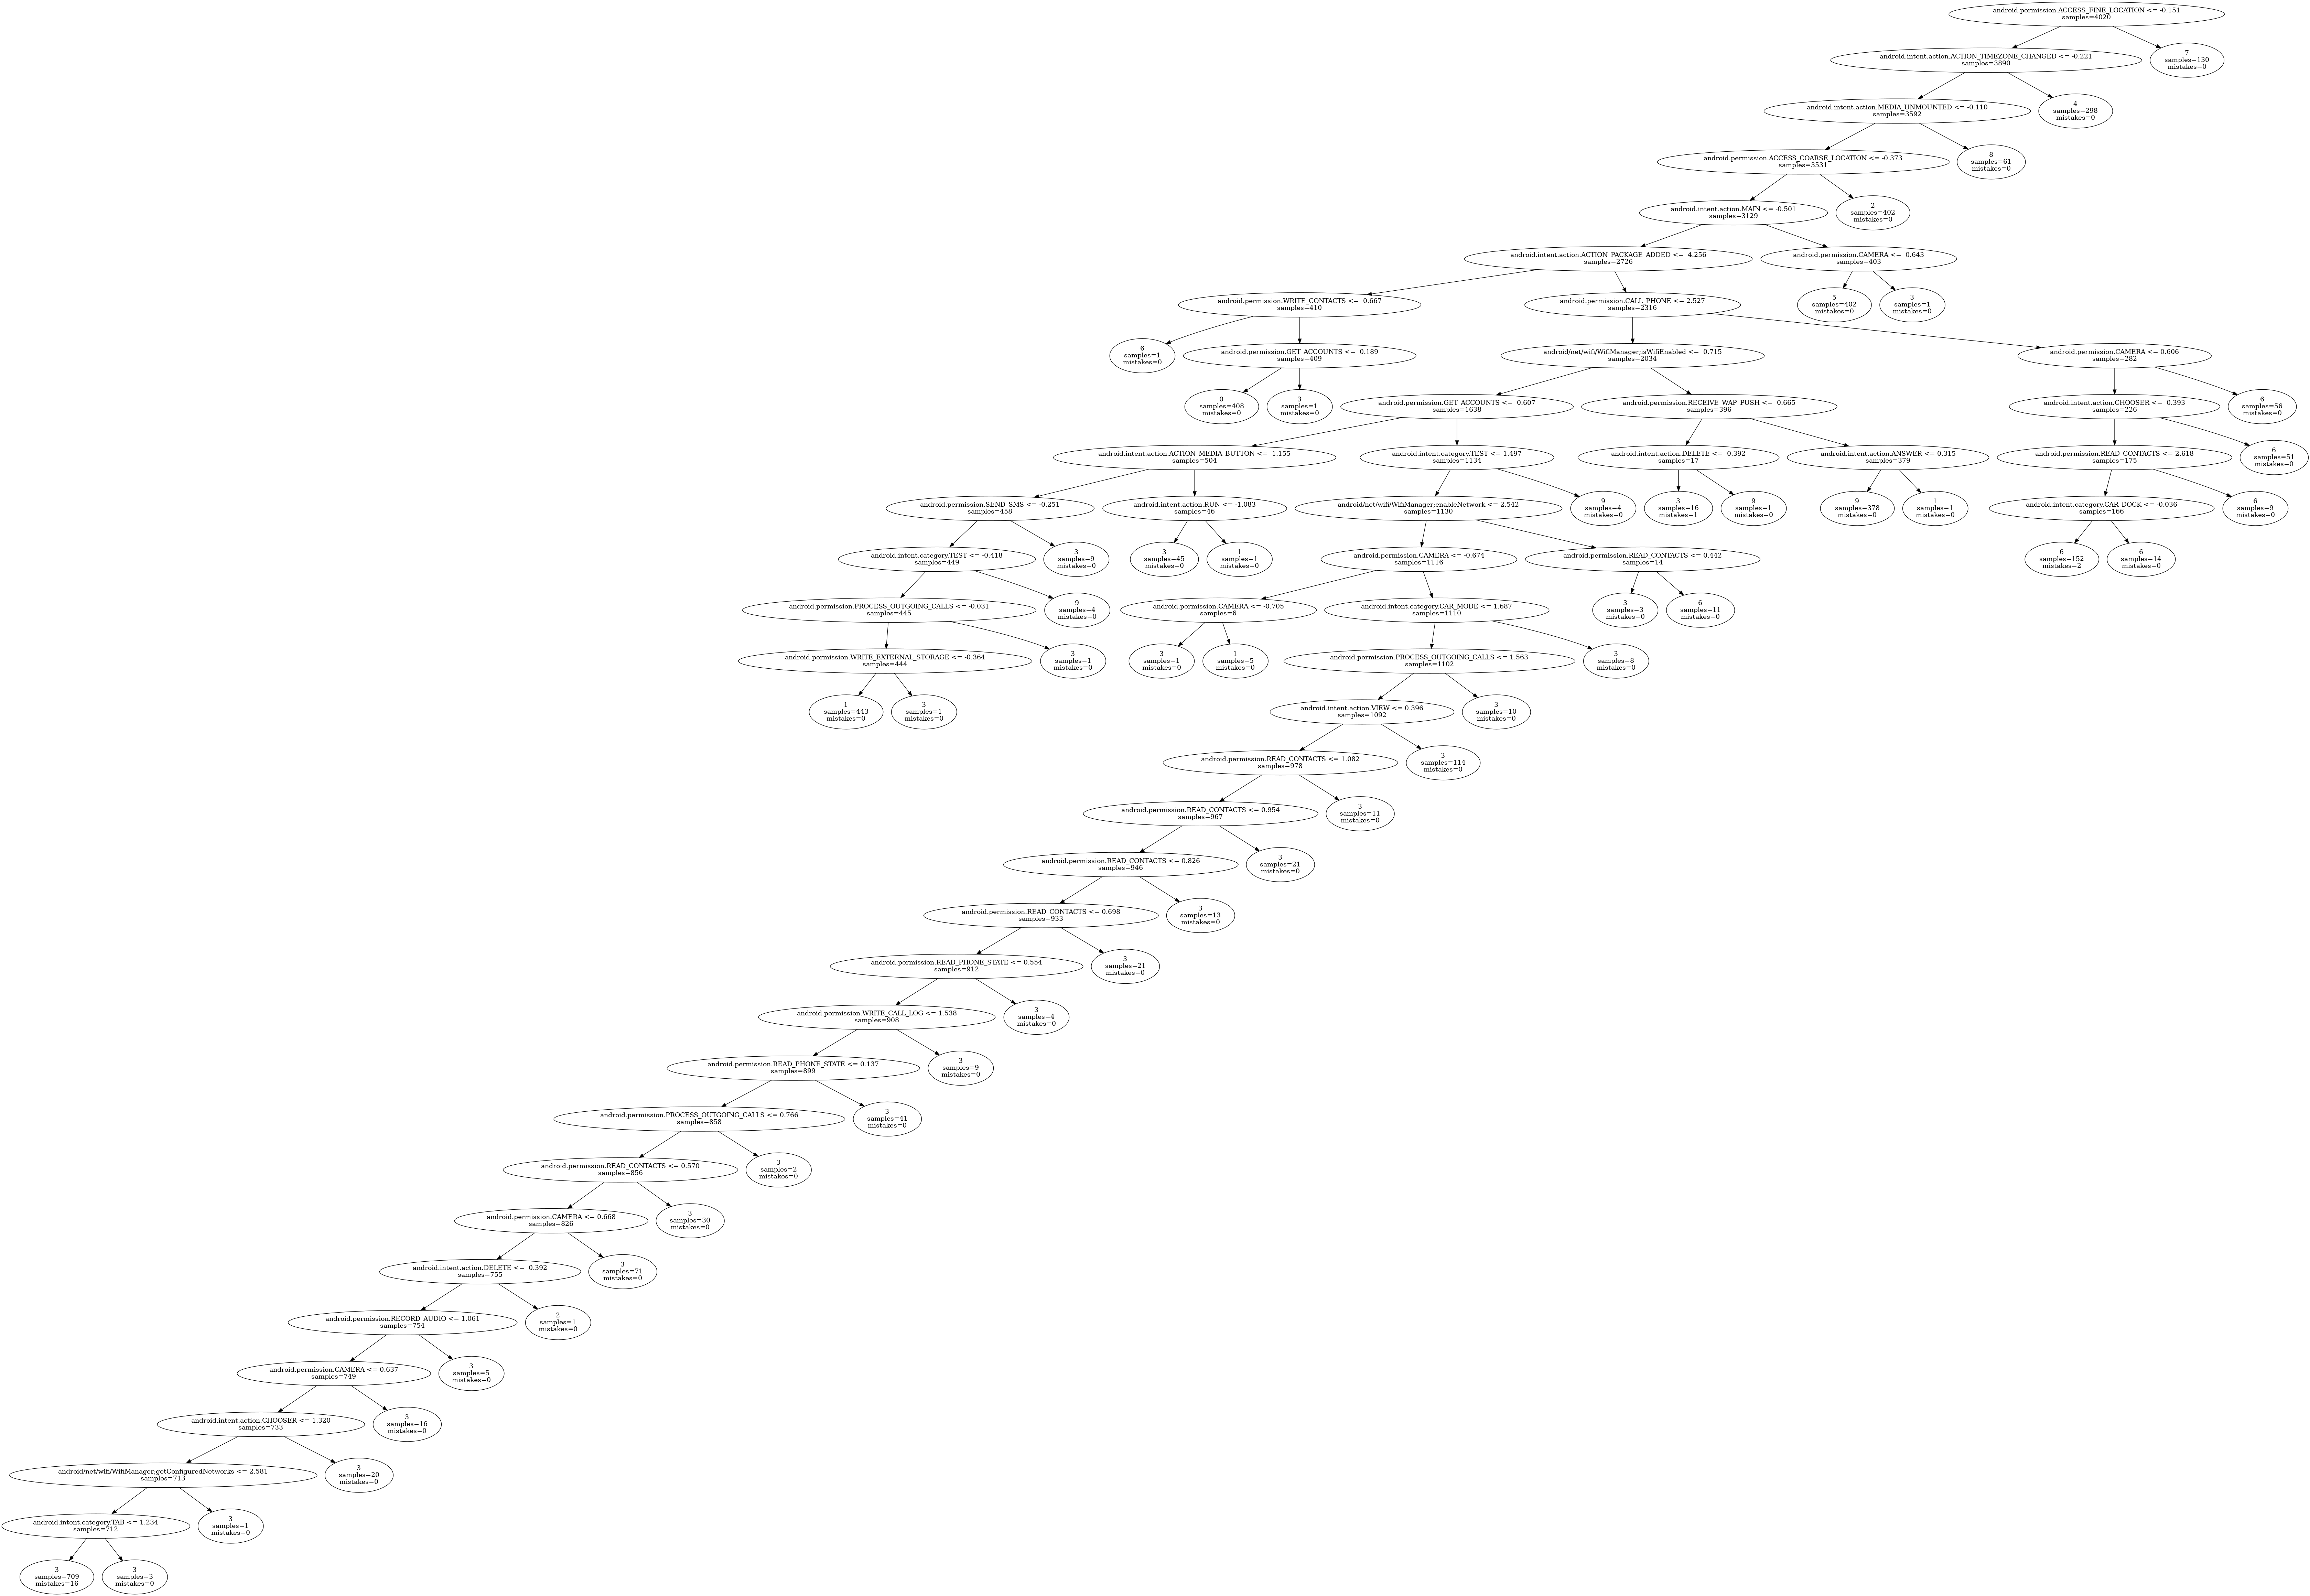 android.permission.ACCESS_FINE_LOCATION <= -0.151
samples=4020
android.intent.action.ACTION_TIMEZONE_CHANGED <= -0.221
samples=3890
7
samples=130
mistakes=0
android.intent.action.MEDIA_UNMOUNTED <= -0.110
samples=3592
4
samples=298
mistakes=0
android.permission.ACCESS_COARSE_LOCATION <= -0.373
samples=3531
8
samples=61
mistakes=0
android.intent.action.MAIN <= -0.501
samples=3129
2
samples=402
mistakes=0
android.intent.action.ACTION_PACKAGE_ADDED <= -4.256
samples=2726
android.permission.CAMERA <= -0.643
samples=403
android.permission.WRITE_CONTACTS <= -0.667
samples=410
android.permission.CALL_PHONE <= 2.527
samples=2316
5
samples=402
mistakes=0
3
samples=1
mistakes=0
6
samples=1
mistakes=0
android.permission.GET_ACCOUNTS <= -0.189
samples=409
android/net/wifi/WifiManager;isWifiEnabled <= -0.715
samples=2034
android.permission.CAMERA <= 0.606
samples=282
0
samples=408
mistakes=0
3
samples=1
mistakes=0
android.permission.GET_ACCOUNTS <= -0.607
samples=1638
android.permission.RECEIVE_WAP_PUSH <= -0.665
samples=396
android.intent.action.CHOOSER <= -0.393
samples=226
6
samples=56
mistakes=0
android.intent.action.ACTION_MEDIA_BUTTON <= -1.155
samples=504
android.intent.category.TEST <= 1.497
samples=1134
android.intent.action.DELETE <= -0.392
samples=17
android.intent.action.ANSWER <= 0.315
samples=379
android.permission.READ_CONTACTS <= 2.618
samples=175
6
samples=51
mistakes=0
android.permission.SEND_SMS <= -0.251
samples=458
android.intent.action.RUN <= -1.083
samples=46
android/net/wifi/WifiManager;enableNetwork <= 2.542
samples=1130
9
samples=4
mistakes=0
3
samples=16
mistakes=1
9
samples=1
mistakes=0
9
samples=378
mistakes=0
1
samples=1
mistakes=0
android.intent.category.CAR_DOCK <= -0.036
samples=166
6
samples=9
mistakes=0
android.intent.category.TEST <= -0.418
samples=449
3
samples=9
mistakes=0
3
samples=45
mistakes=0
1
samples=1
mistakes=0
android.permission.CAMERA <= -0.674
samples=1116
android.permission.READ_CONTACTS <= 0.442
samples=14
6
samples=152
mistakes=2
6
samples=14
mistakes=0
android.permission.PROCESS_OUTGOING_CALLS <= -0.031
samples=445
9
samples=4
mistakes=0
android.permission.CAMERA <= -0.705
samples=6
android.intent.category.CAR_MODE <= 1.687
samples=1110
3
samples=3
mistakes=0
6
samples=11
mistakes=0
android.permission.WRITE_EXTERNAL_STORAGE <= -0.364
samples=444
3
samples=1
mistakes=0
3
samples=1
mistakes=0
1
samples=5
mistakes=0
android.permission.PROCESS_OUTGOING_CALLS <= 1.563
samples=1102
3
samples=8
mistakes=0
1
samples=443
mistakes=0
3
samples=1
mistakes=0
android.intent.action.VIEW <= 0.396
samples=1092
3
samples=10
mistakes=0
android.permission.READ_CONTACTS <= 1.082
samples=978
3
samples=114
mistakes=0
android.permission.READ_CONTACTS <= 0.954
samples=967
3
samples=11
mistakes=0
android.permission.READ_CONTACTS <= 0.826
samples=946
3
samples=21
mistakes=0
android.permission.READ_CONTACTS <= 0.698
samples=933
3
samples=13
mistakes=0
android.permission.READ_PHONE_STATE <= 0.554
samples=912
3
samples=21
mistakes=0
android.permission.WRITE_CALL_LOG <= 1.538
samples=908
3
samples=4
mistakes=0
android.permission.READ_PHONE_STATE <= 0.137
samples=899
3
samples=9
mistakes=0
android.permission.PROCESS_OUTGOING_CALLS <= 0.766
samples=858
3
samples=41
mistakes=0
android.permission.READ_CONTACTS <= 0.570
samples=856
3
samples=2
mistakes=0
android.permission.CAMERA <= 0.668
samples=826
3
samples=30
mistakes=0
android.intent.action.DELETE <= -0.392
samples=755
3
samples=71
mistakes=0
android.permission.RECORD_AUDIO <= 1.061
samples=754
2
samples=1
mistakes=0
android.permission.CAMERA <= 0.637
samples=749
3
samples=5
mistakes=0
android.intent.action.CHOOSER <= 1.320
samples=733
3
samples=16
mistakes=0
android/net/wifi/WifiManager;getConfiguredNetworks <= 2.581
samples=713
3
samples=20
mistakes=0
android.intent.category.TAB <= 1.234
samples=712
3
samples=1
mistakes=0
3
samples=709
mistakes=16
3
samples=3
mistakes=0